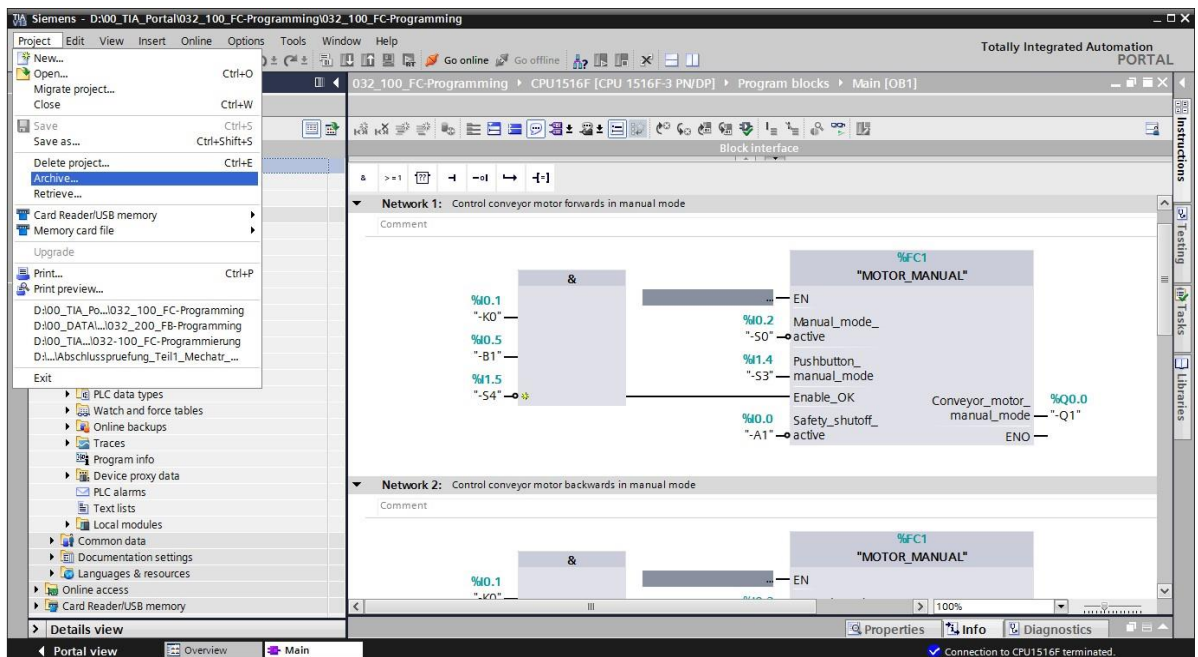 Siemens - D:\00_TIA_Portal\032_100_FC-Programming\032_100_FC-Programming
Project Edit View Insert Online Options Tools Window Help
Totally Integrated Automation
PORTAL
Go online Go offline
New...
Open... Ctrl+O
Migrate project...
Close Ctrl+W
Save Ctrl+S
Save as... Ctrl+Shift+S
Delete project... Ctrl+E
Archive...
Retrieve...
Card Reader/USB memory
Memory card file
Upgrade
Print... Ctrl+P
Print preview...
D:\00_TIA_Po...\032_100_FC-Programming
D:\00_DATA\...\032_200_FB-Programming
D:\00_TIA...\032-100_FC-Programmierung
D:\...\Abschlusspruefung_Teil1_Mechatr_...
Exit
PLC data types
Watch and force tables
Online backups
Traces
Program info
Device proxy data
PLC alarms
Text lists
Local modules
Common data
Documentation settings
Languages & resources
Online access
Card Reader/USB memory
Details view
032_100_FC-Programming CPU1516F [CPU 1516F-3 PN/DP] Program blocks Main [OB1]
Block interface
& >=1 ?? -| -o| -[=]
Network 1: Control conveyor motor forwards in manual mode
Comment
&
%I0.1
"-K0"
%I0.5
"-B1"
%I1.5
"-S4"
%FC1
"MOTOR_MANUAL"
... EN
%I0.2 Manual_mode_
"-S0" active
%I1.4 Pushbutton_
"-S3" manual_mode
Enable_OK
%I0.0 Safety_shutoff_
"-A1" active
Conveyor_motor_ %Q0.0
manual_mode "-Q1"
ENO
Network 2: Control conveyor motor backwards in manual mode
Comment
&
%I0.1
"-K0"
%FC1
"MOTOR_MANUAL"
... EN
100%
Properties Info Diagnostics
Instructions
Testing
Tasks
Libraries
Portal view Overview Main Connection to CPU1516F terminated.